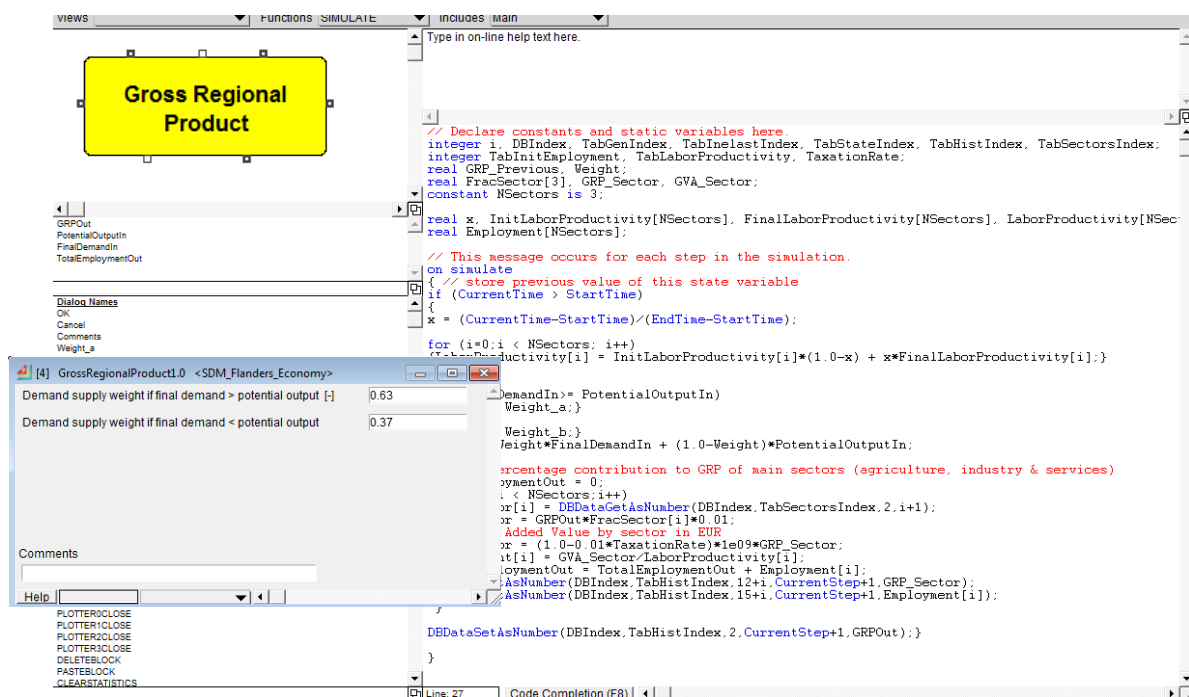 Views
Functions SIMULATE
Includes Main
Gross Regional
Product
GRPOut
PotentialOutputIn
FinalDemandIn
TotalEmploymentOut
Dialog Names
OK
Cancel
Comments
Weight_a
Type in on-line help text here.
// Declare constants and static variables here.
integer i, DBIndex, TabGenIndex, TabInelastIndex, TabStateIndex, TabHistIndex, TabSectorsIndex;
integer TabInitEmployment, TabLaborProductivity, TaxationRate;
real GRP_Previous, Weight;
real FracSector[3], GRP_Sector, GVA_Sector;
constant NSectors is 3;
real x, InitLaborProductivity[NSectors], FinalLaborProductivity[NSectors], LaborProductivity[NSec
real Employment[NSectors];
// This message occurs for each step in the simulation.
on simulate
{ // store previous value of this state variable
if (CurrentTime > StartTime)
{
x = (CurrentTime-StartTime)/(EndTime-StartTime);
for (i=0;i < NSectors; i++)
{LaborProductivity[i] = InitLaborProductivity[i]*(1.0-x) + x*FinalLaborProductivity[i];}
DemandIn>= PotentialOutputIn)
Weight_a;}
Weight_b;}
Weight*FinalDemandIn + (1.0-Weight)*PotentialOutputIn;
ercentage contribution to GRP of main sectors (agriculture, industry & services)
oymentOut = 0;
i < NSectors;i++)
or[i] = DBDataGetAsNumber(DBIndex,TabSectorsIndex,2,i+1);
or = GRPOut*FracSector[i]*0.01;
Added Value by sector in EUR
or = (1.0-0.01*TaxationRate)*1e09*GRP_Sector;
nt[i] = GVA_Sector/LaborProductivity[i];
loymentOut = TotalEmploymentOut + Employment[i];
AsNumber(DBIndex,TabHistIndex,12+i,CurrentStep+1,GRP_Sector);
AsNumber(DBIndex,TabHistIndex,15+i,CurrentStep+1,Employment[i]);
}
DBDataSetAsNumber(DBIndex,TabHistIndex,2,CurrentStep+1,GRPOut);}
}
[4] GrossRegionalProduct1.0 <SDM_Flanders_Economy>
Demand supply weight if final demand > potential output [-] 0.63
Demand supply weight if final demand < potential output 0.37
Comments
Help
PLOTTER0CLOSE
PLOTTER1CLOSE
PLOTTER2CLOSE
PLOTTER3CLOSE
DELETEBLOCK
PASTEBLOCK
CLEARSTATISTICS
Line: 27
Code Completion (F8)